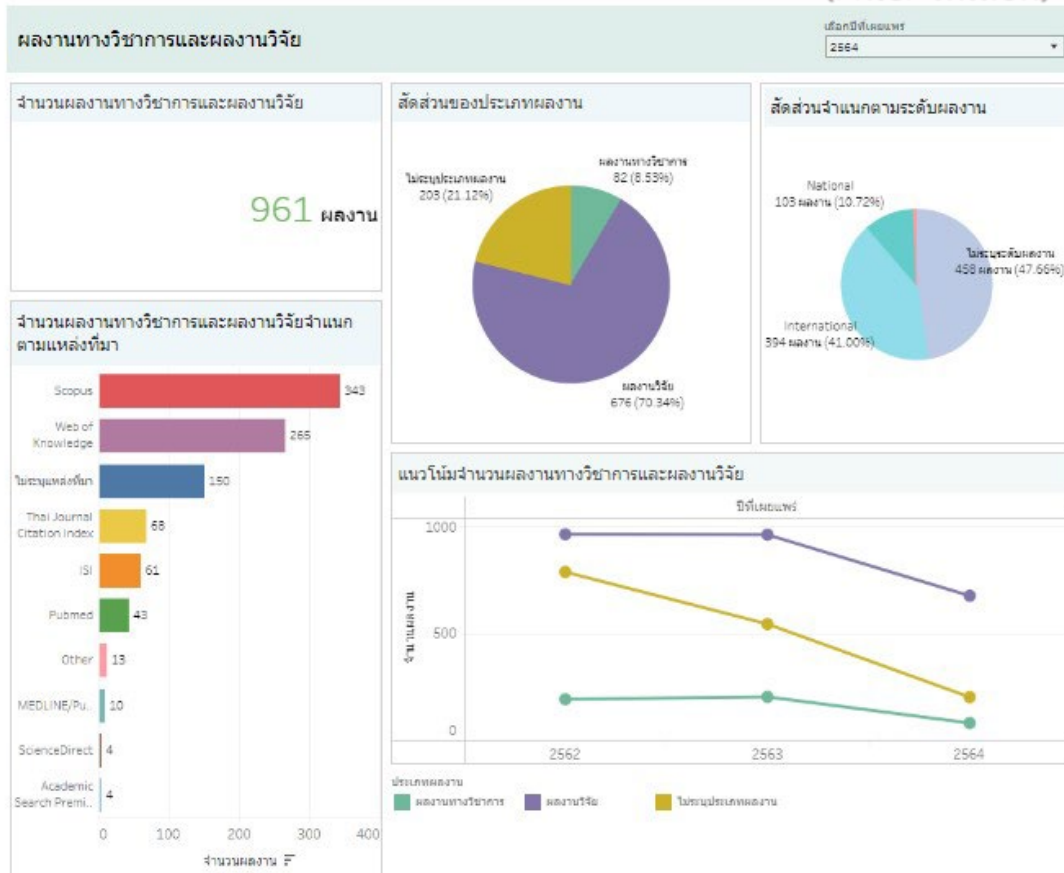 ผลงานทางวิชาการและผลงานวิจัย
เลือกปีที่เผยแพร่
2564
จำนวนผลงานทางวิชาการและผลงานวิจัย
961 ผลงาน
สัดส่วนของประเภทผลงาน
ผลงานทางวิชาการ
82 (8.53%)
ไม่ระบุประเภทผลงาน
203 (21.12%)
ผลงานวิจัย
676 (70.34%)
สัดส่วนจำแนกตามระดับผลงาน
National
103 ผลงาน (10.72%)
ไม่ระบุระดับผลงาน
458 ผลงาน (47.66%)
International
394 ผลงาน (41.00%)
จำนวนผลงานทางวิชาการและผลงานวิจัยจำแนก
ตามแหล่งที่มา
Scopus
343
Web of
Knowledge
265
ไม่ระบุแหล่งที่มา
150
Thai Journal
Citation Index
68
ISI
61
Pubmed
43
Other
13
MEDLINE/Pu..
10
ScienceDirect
4
Academic
Search Premi..
4
0 100 200 300 400
จำนวนผลงาน
แนวโน้มจำนวนผลงานทางวิชาการและผลงานวิจัย
ปีที่เผยแพร่
1000
500
0
จำนวนผลงาน
2562 2563 2564
ประเภทผลงาน
ผลงานทางวิชาการ ผลงานวิจัย ไม่ระบุประเภทผลงาน